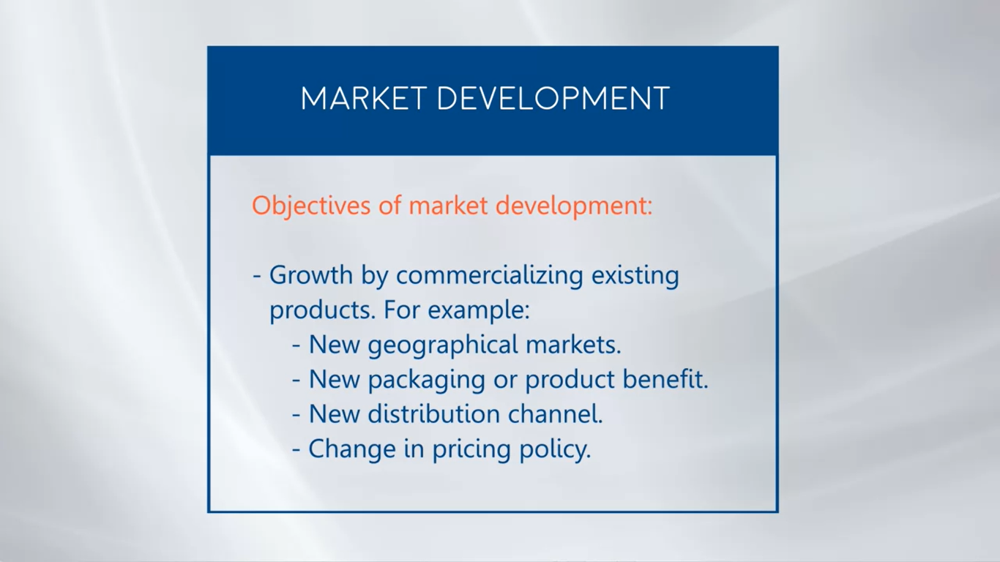 MARKET DEVELOPMENT
Objectives of market development:
- Growth by commercializing existing
products. For example:
- New geographical markets.
- New packaging or product benefit.
- New distribution channel.
- Change in pricing policy.